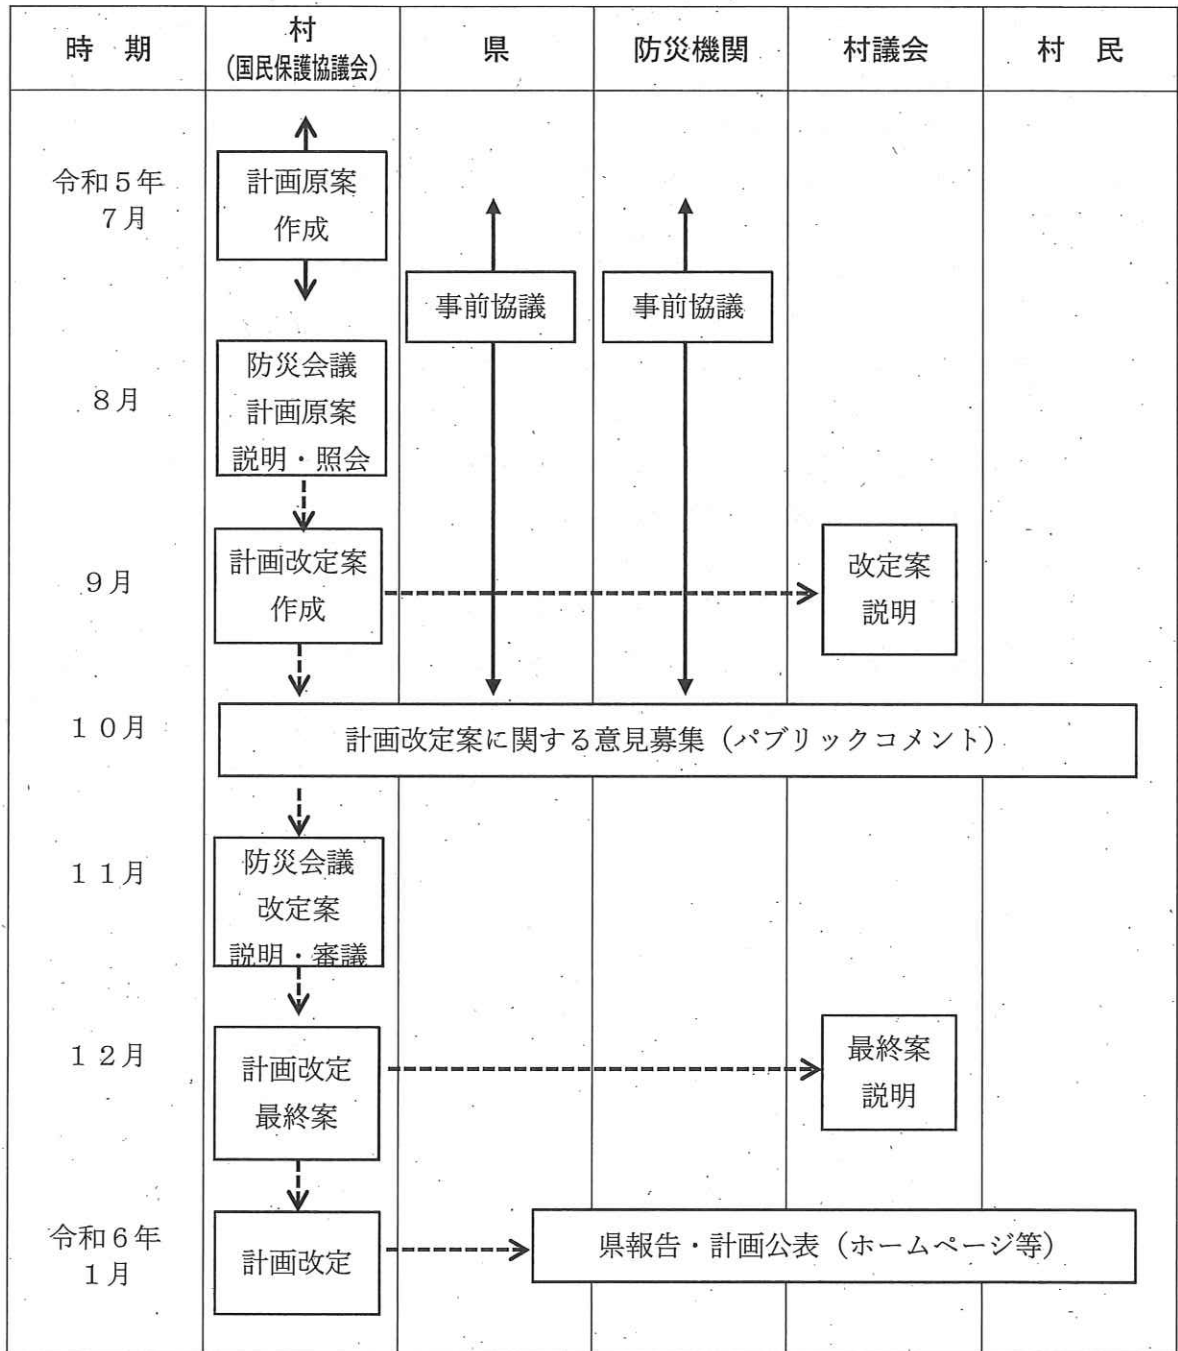 時 期
村
（国民保護協議会）
県
防災機関
村議会
村 民
令和５年
７月
計画原案
作成
事前協議
事前協議
８月
防災会議
計画原案
説明・照会
９月
計画改定案
作成
改定案
説明
１０月
計画改定案に関する意見募集（パブリックコメント）
１１月
防災会議
改定案
説明・審議
１２月
計画改定
最終案
最終案
説明
令和６年
１月
計画改定
県報告・計画公表（ホームページ等）